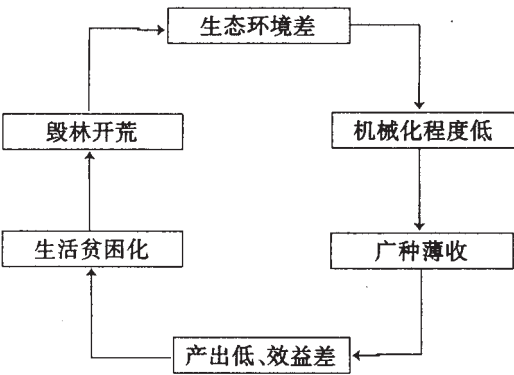 生态环境差
毁林开荒
机械化程度低
生活贫困化
广种薄收
产出低、效益差